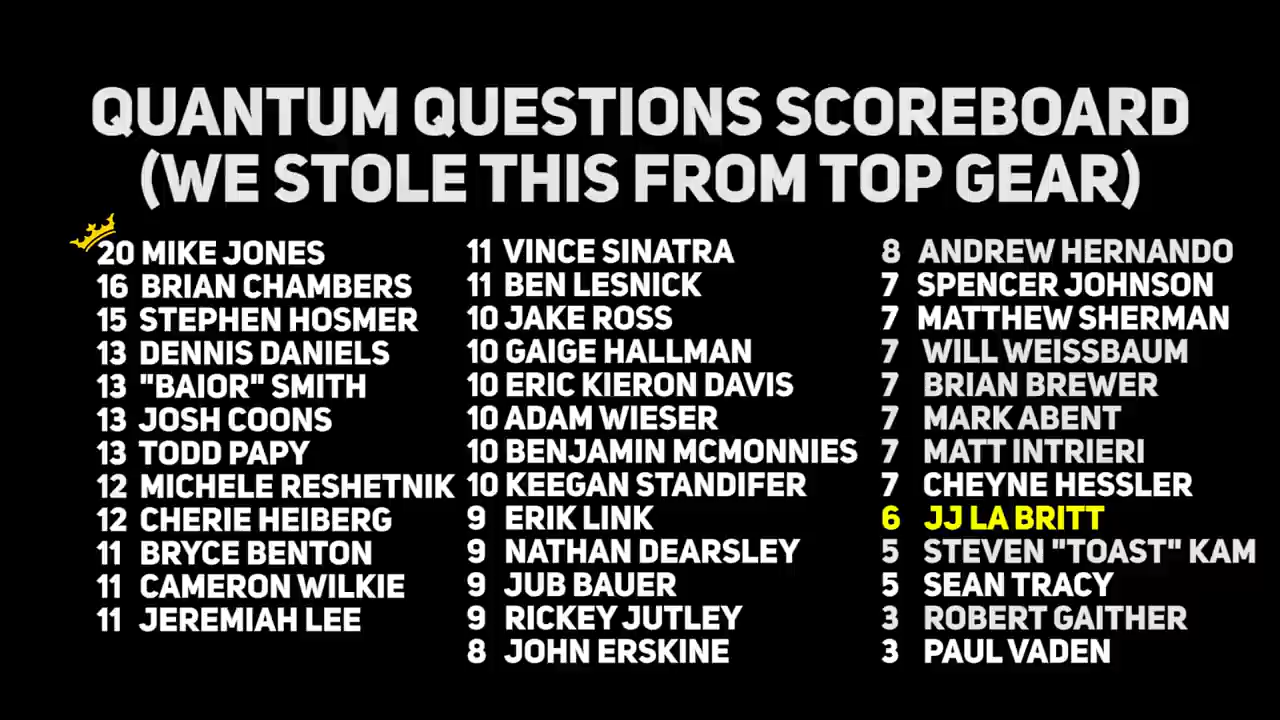 QUANTUM QUESTIONS SCOREBOARD
(WE STOLE THIS FROM TOP GEAR)
20 MIKE JONES
16 BRIAN CHAMBERS
15 STEPHEN HOSMER
13 DENNIS DANIELS
13 "BAIOR" SMITH
13 JOSH COONS
13 TODD PAPY
12 MICHELE RESHETNIK
12 CHERIE HEIBERG
11 BRYCE BENTON
11 CAMERON WILKIE
11 JEREMIAH LEE
11 VINCE SINATRA
11 BEN LESNICK
10 JAKE ROSS
10 GAIGE HALLMAN
10 ERIC KIERON DAVIS
10 ADAM WIESER
10 BENJAMIN MCMONNIES
10 KEEGAN STANDIFER
9 ERIK LINK
9 NATHAN DEARSLEY
9 JUB BAUER
9 RICKEY JUTLEY
8 JOHN ERSKINE
8 ANDREW HERNANDO
7 SPENCER JOHNSON
7 MATTHEW SHERMAN
7 WILL WEISSBAUM
7 BRIAN BREWER
7 MARK ABENT
7 MATT INTRIERI
7 CHEYNE HESSLER
6 JJ LA BRITT
5 STEVEN "TOAST" KAM
5 SEAN TRACY
3 ROBERT GAITHER
3 PAUL VADEN